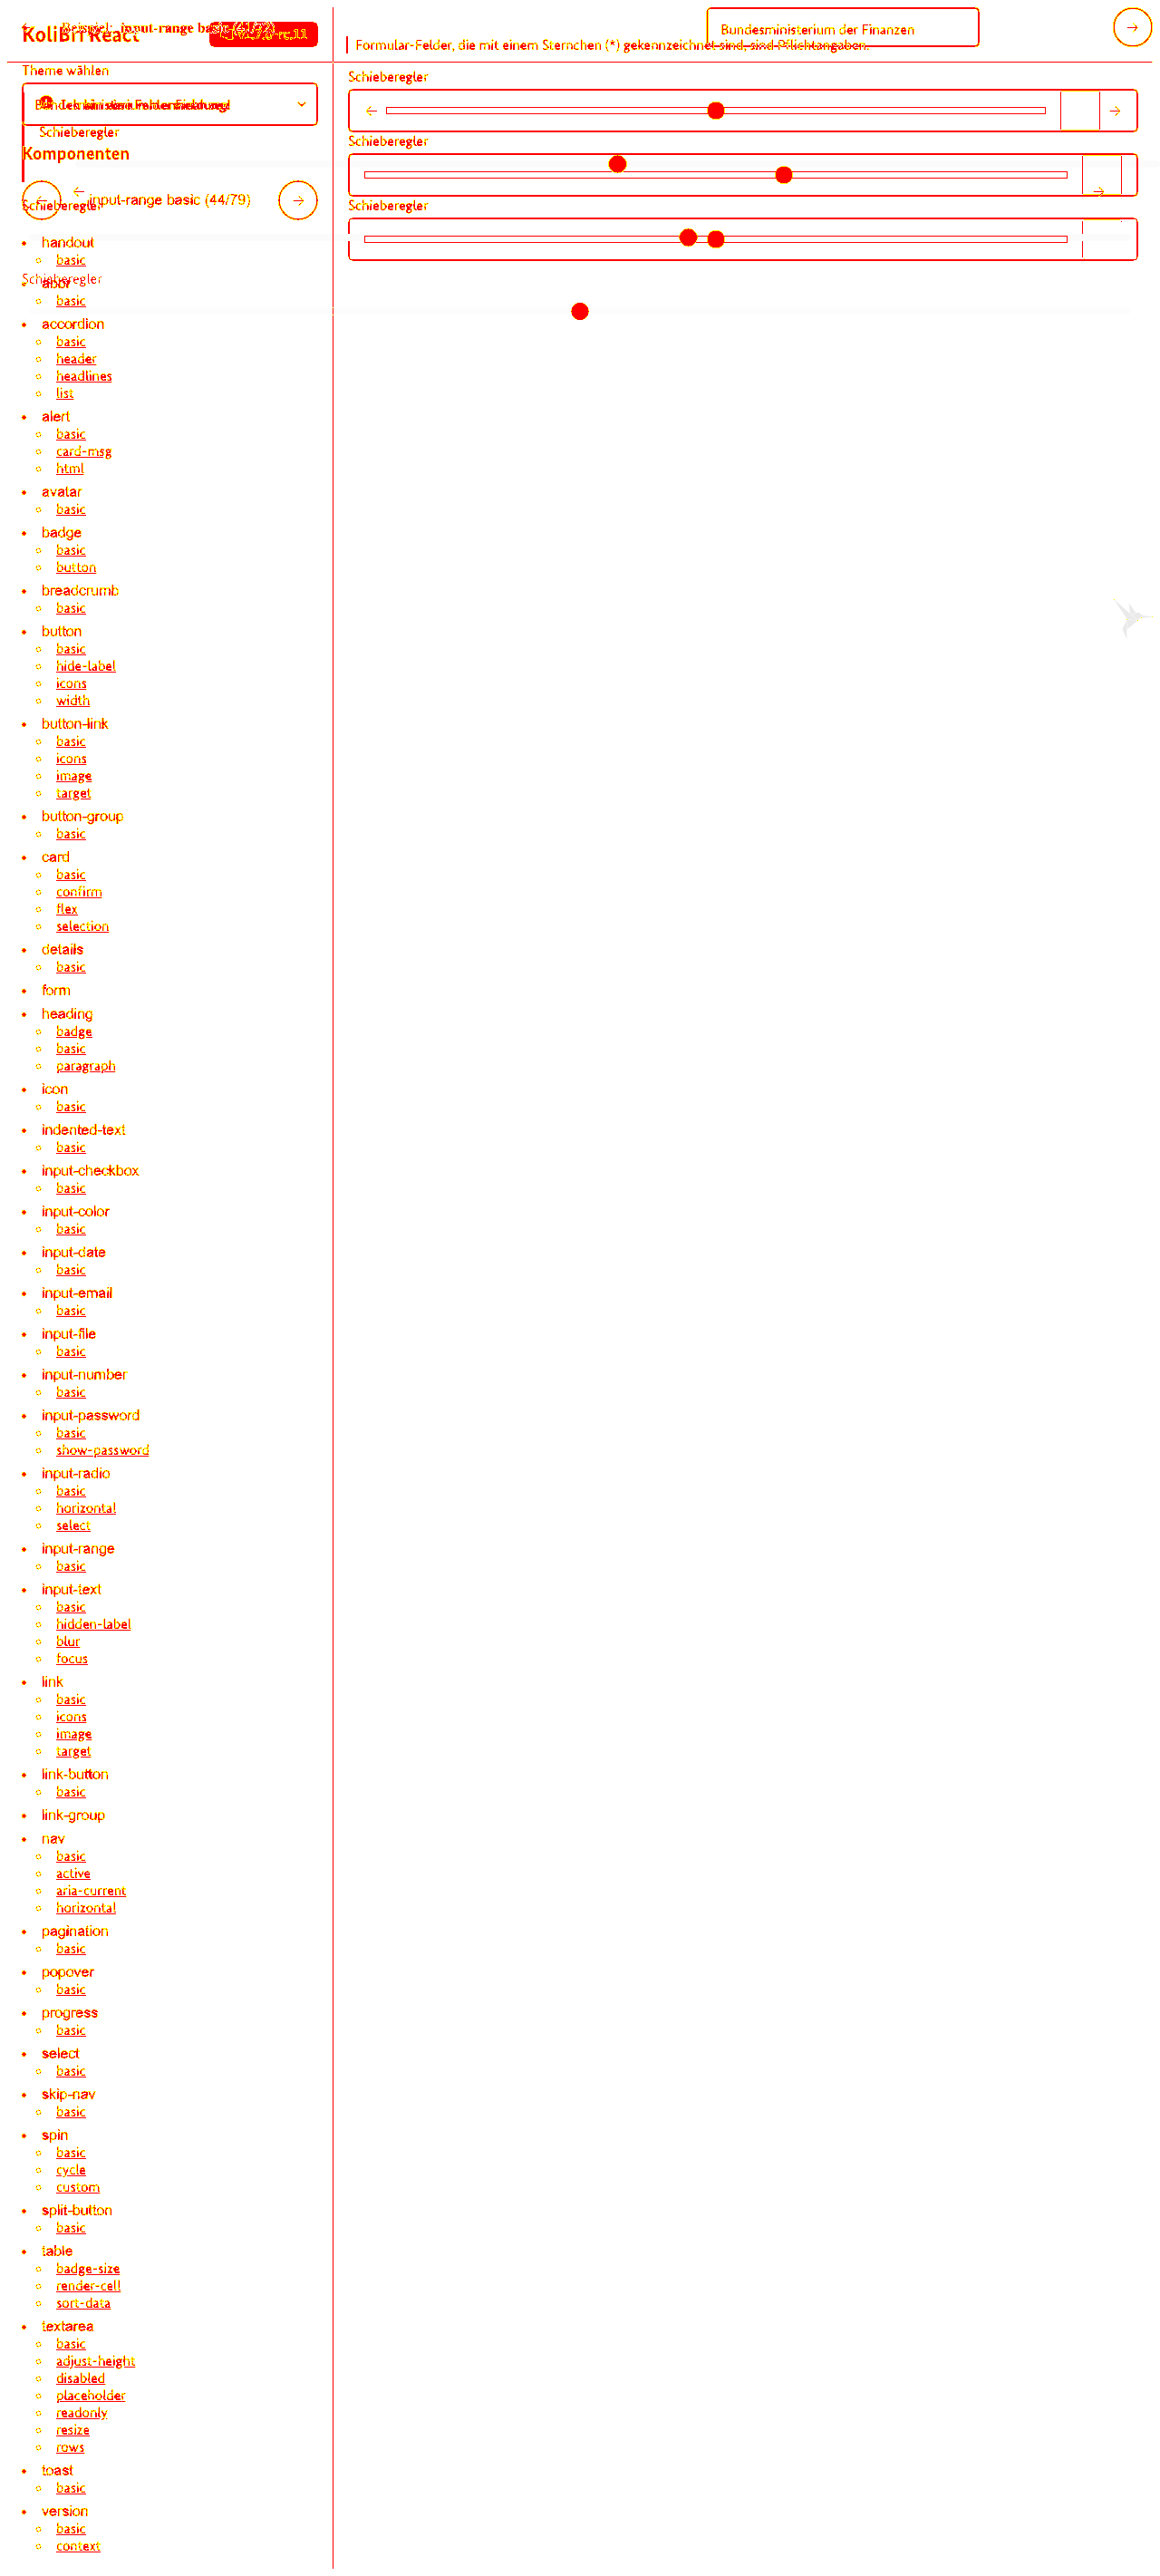 Beispiel: input-range basic
KoliBri React
Bundesministerium der Finanzen
Formular-Felder, die mit einem Sternchen (*) gekennzeichnet sind, sind Pflichtangaben.
Theme wählen
Schieberegler
Schieberegler
Schieberegler
Komponenten
input-range basic (44/79)
Schieberegler
Schieberegler
Schieberegler
handout
basic
abbr
basic
accordion
basic
header
headlines
list
alert
basic
card-msg
html
avatar
basic
badge
basic
button
breadcrumb
basic
button
basic
hide-label
icons
width
button-link
basic
icons
image
target
button-group
basic
card
basic
confirm
flex
selection
details
basic
form
heading
badge
basic
paragraph
icon
basic
indented-text
basic
input-checkbox
basic
input-color
basic
input-date
basic
input-email
basic
input-file
basic
input-number
basic
input-password
basic
show-password
input-radio
basic
horizontal
select
input-range
basic
input-text
basic
hidden-label
blur
focus
link
basic
icons
image
target
link-button
basic
link-group
nav
basic
active
aria-current
horizontal
pagination
basic
popover
basic
progress
basic
select
basic
skip-nav
basic
spin
basic
cycle
custom
split-button
basic
table
badge-size
render-cell
sort-data
textarea
basic
adjust-height
disabled
placeholder
readonly
resize
rows
toast
basic
version
basic
context